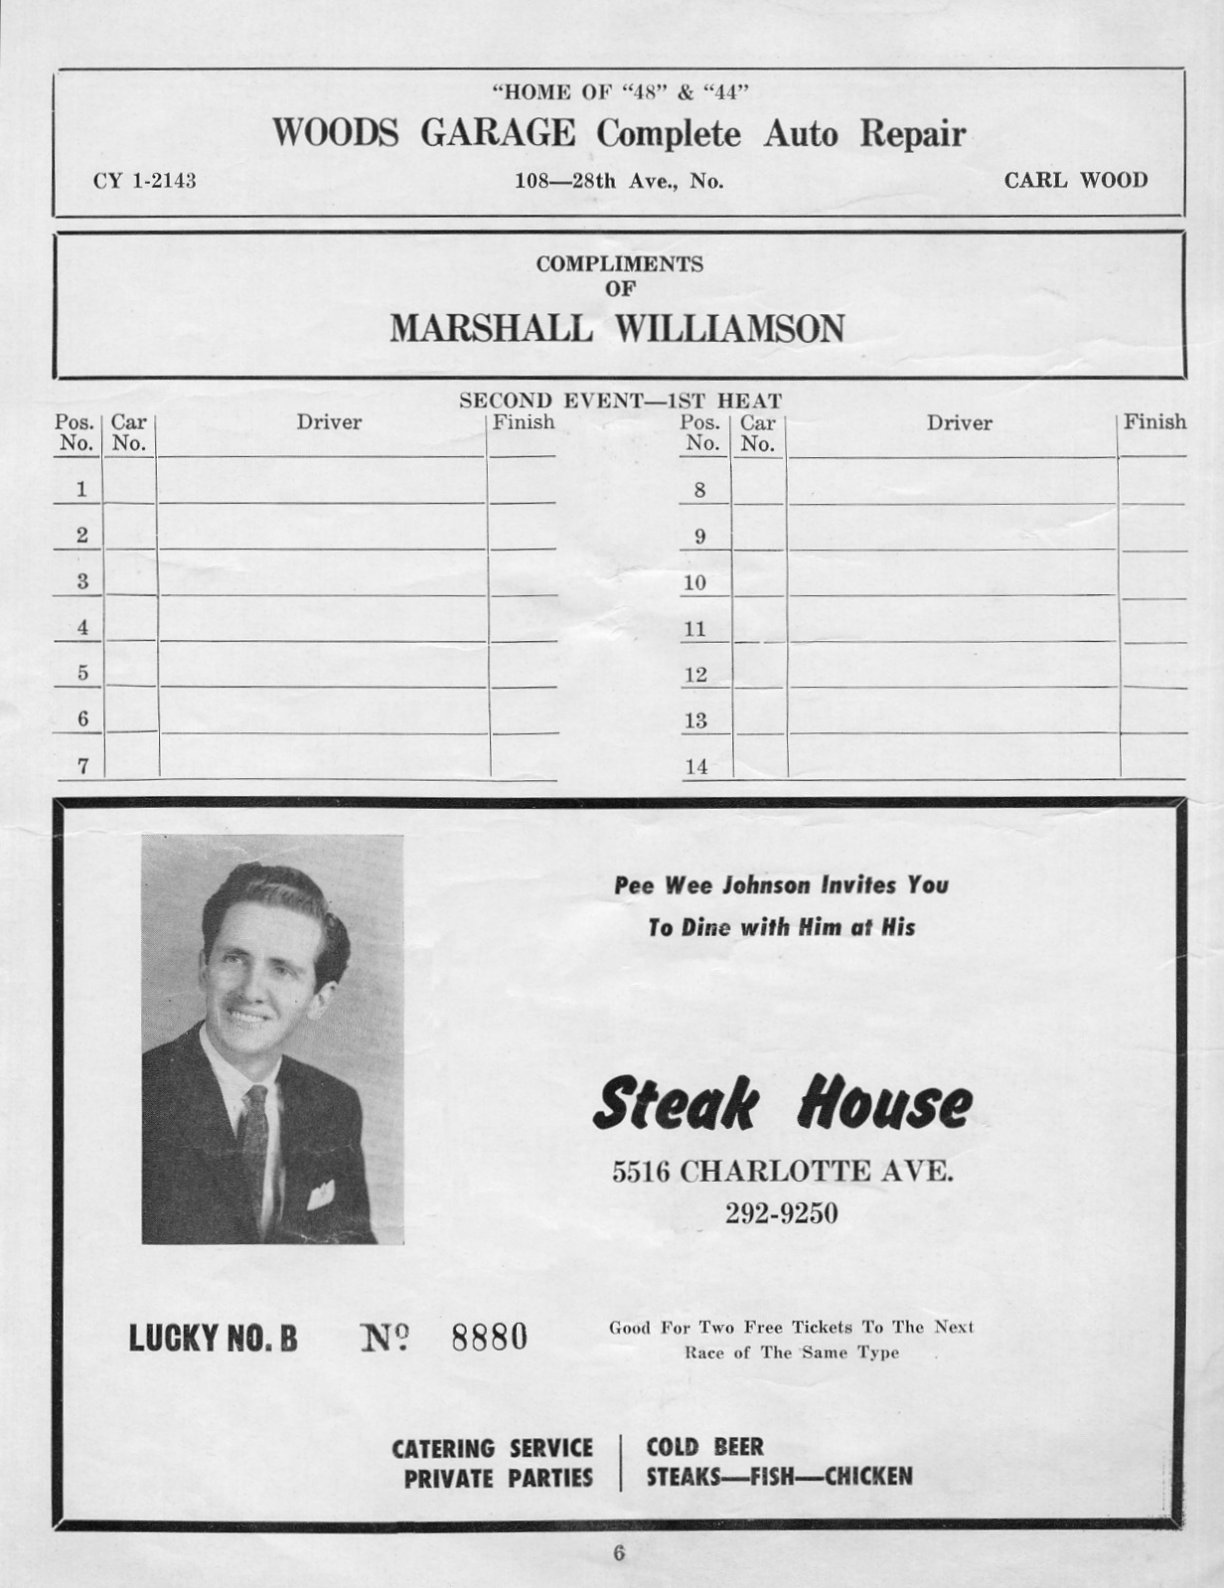 "HOME OF "48" & "44"
WOODS GARAGE Complete Auto Repair
CY 1-2143 108—28th Ave., No. CARL WOOD
COMPLIMENTS
OF
MARSHALL WILLIAMSON
SECOND EVENT—1ST HEAT
Pos. No. Car No. Driver Finish
1
2
3
4
5
6
7
Pos. No. Car No. Driver Finish
8
9
10
11
12
13
14
Pee Wee Johnson Invites You
To Dine with Him at His
Steak House
5516 CHARLOTTE AVE.
292-9250
LUCKY NO. B Nº 8880
Good For Two Free Tickets To The Next
Race of The Same Type
CATERING SERVICE
PRIVATE PARTIES
COLD BEER
STEAKS—FISH—CHICKEN
6